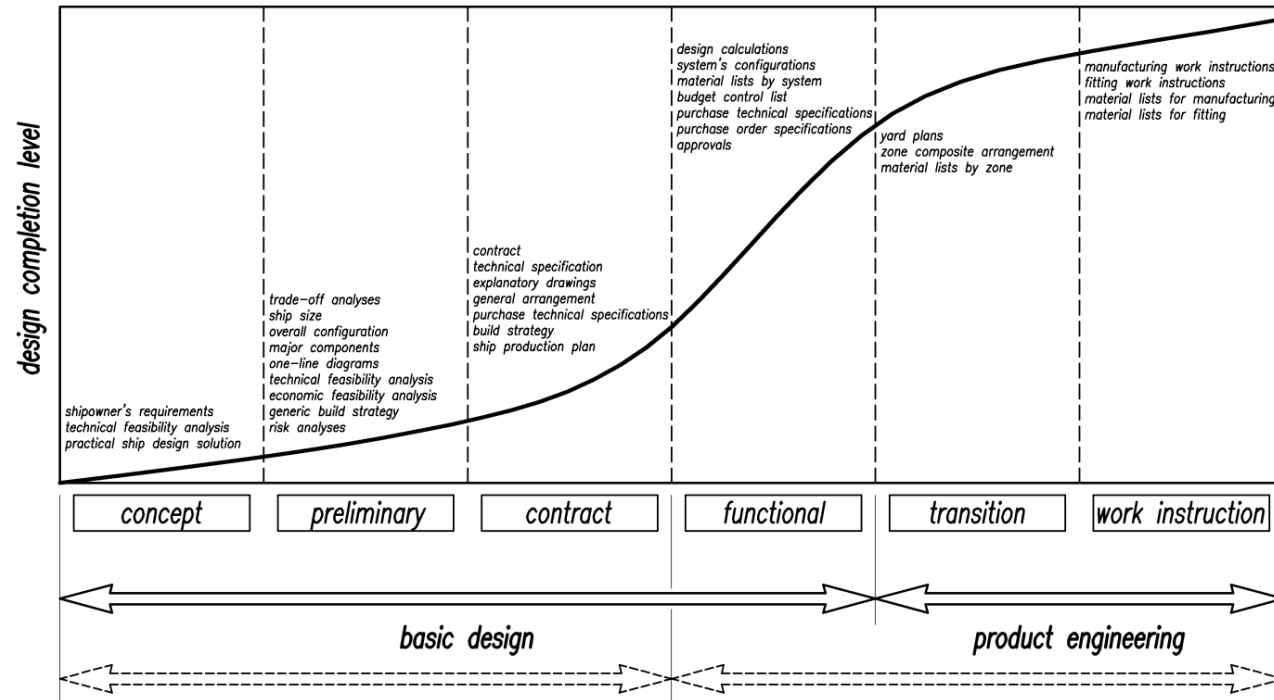 design completion level
shipowner's requirements
technical feasibility analysis
practical ship design solution
trade-off analyses
ship size
overall configuration
major components
one-line diagrams
technical feasibility analysis
economic feasibility analysis
generic build strategy
risk analyses
contract
technical specification
explanatory drawings
general arrangement
purchase technical specifications
build strategy
ship production plan
design calculations
system's configurations
material lists by system
budget control list
purchase technical specifications
purchase order specifications
approvals
yard plans
zone composite arrangement
material lists by zone
manufacturing work instructions
fitting work instructions
material lists for manufacturing
material lists for fitting
concept
preliminary
contract
functional
transition
work instruction
basic design
product engineering